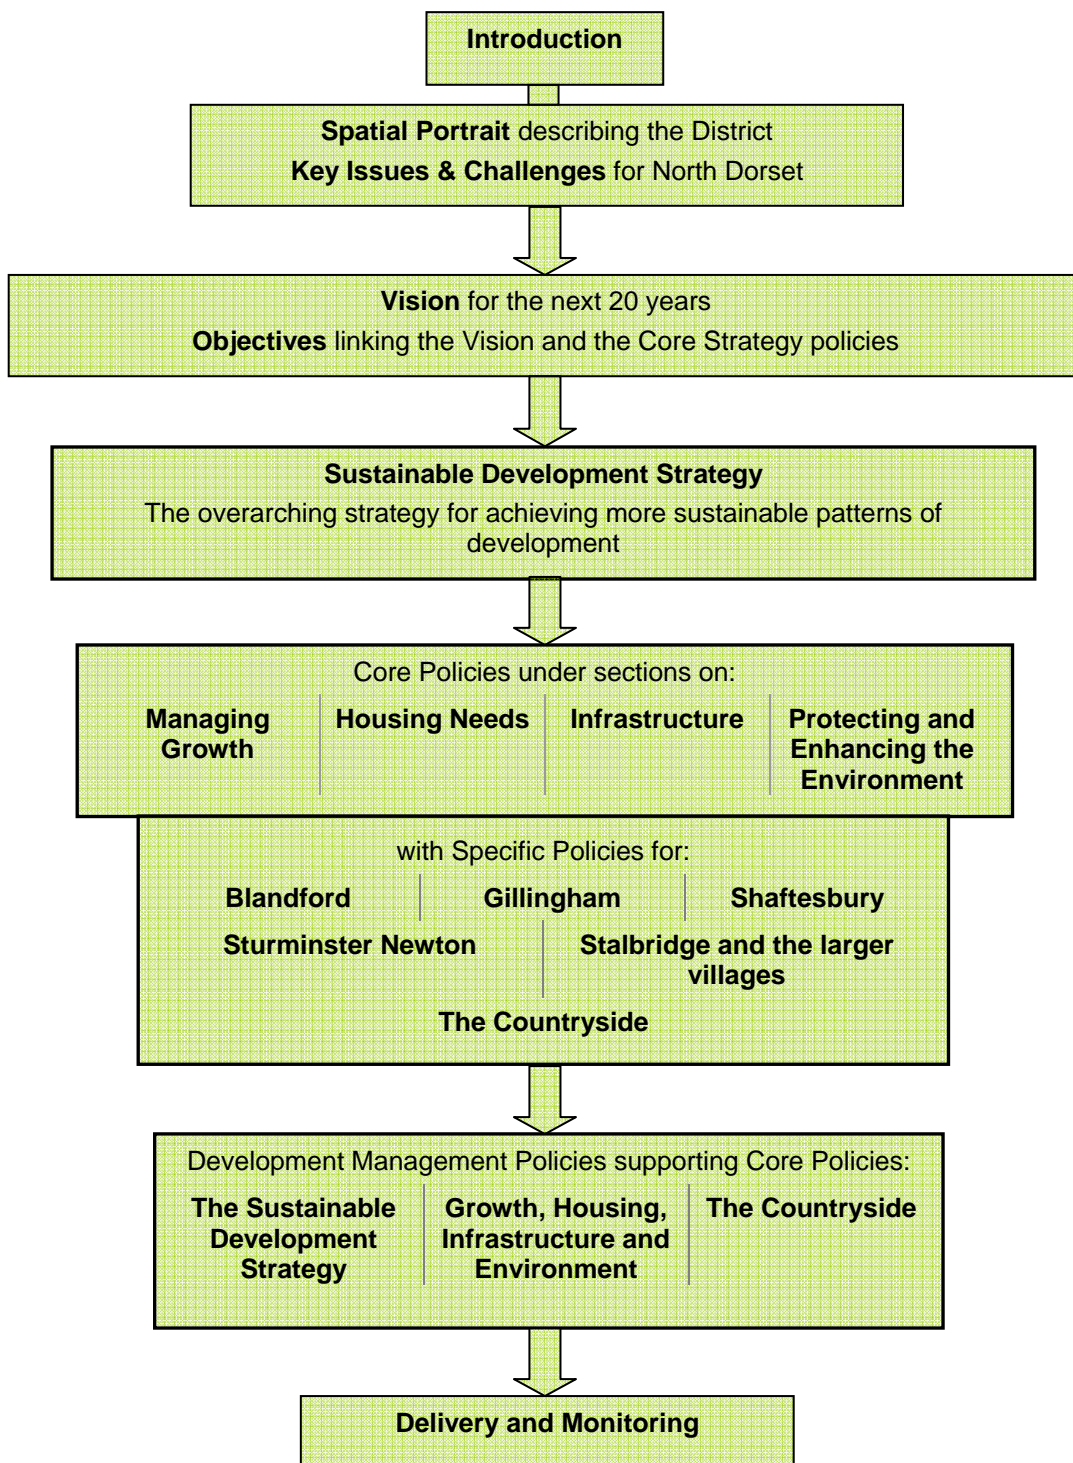 Introduction
Spatial Portrait describing the District
Key Issues & Challenges for North Dorset
Vision for the next 20 years
Objectives linking the Vision and the Core Strategy policies
Sustainable Development Strategy
The overarching strategy for achieving more sustainable patterns of
development
Core Policies under sections on:
Managing
Growth
Housing Needs
Infrastructure
Protecting and
Enhancing the
Environment
with Specific Policies for:
Blandford
Gillingham
Shaftesbury
Sturminster Newton
Stalbridge and the larger
villages
The Countryside
Development Management Policies supporting Core Policies:
The Sustainable
Development
Strategy
Growth, Housing,
Infrastructure and
Environment
The Countryside
Delivery and Monitoring